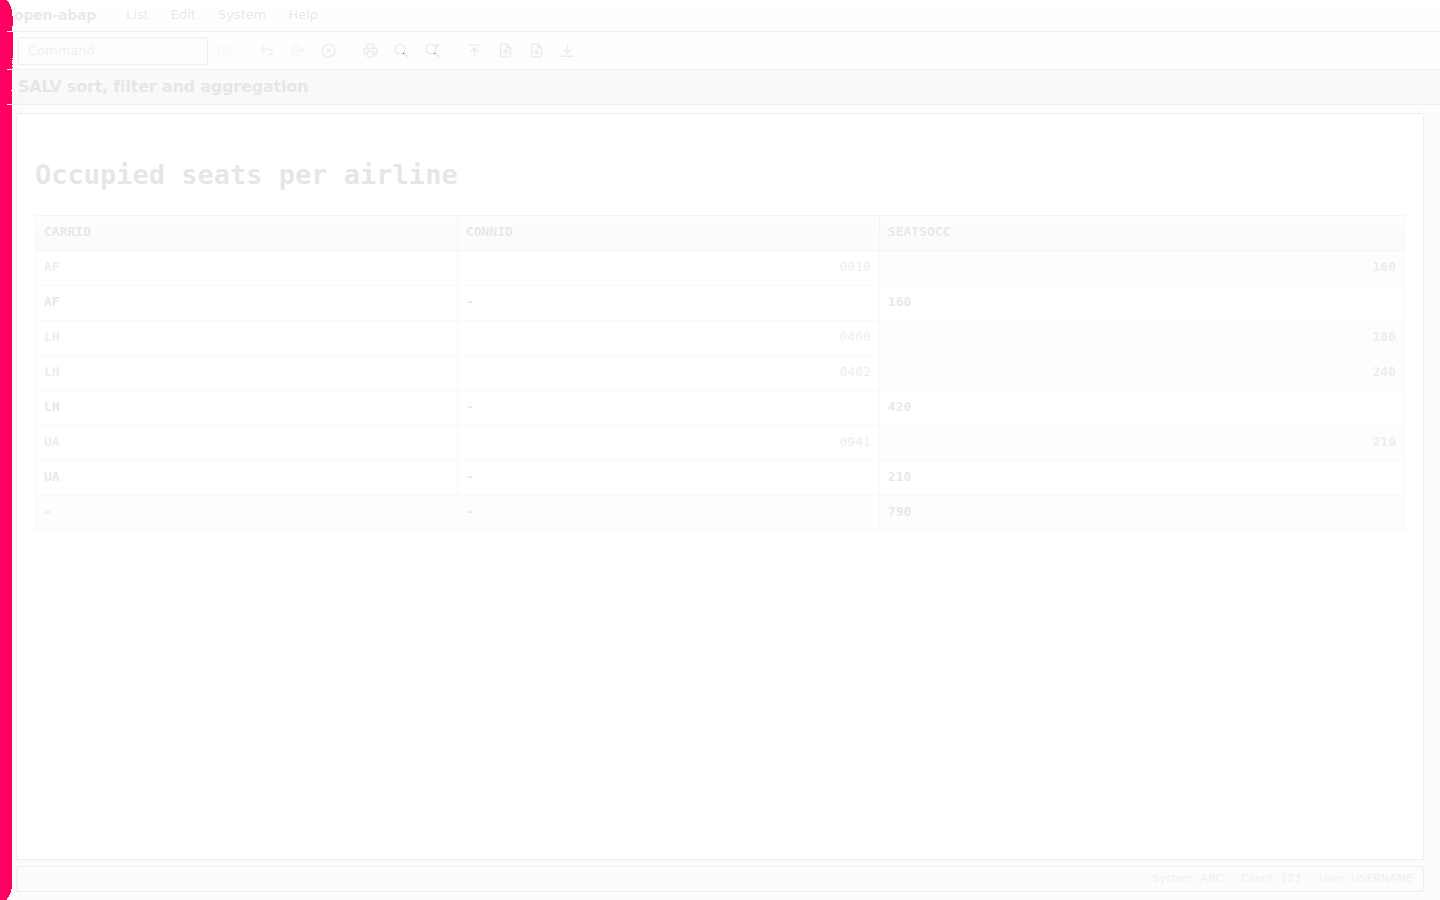 open-abap List Edit System Help
Command
SALV sort, filter and aggregation
Occupied seats per airline
CARRID CONNID SEATSOCC
AF 0010 160
AF - 160
LH 0400 180
LH 0402 240
LH - 420
UA 0941 210
UA - 210
- - 790
System: ABC Client: 123 User: USERNAME